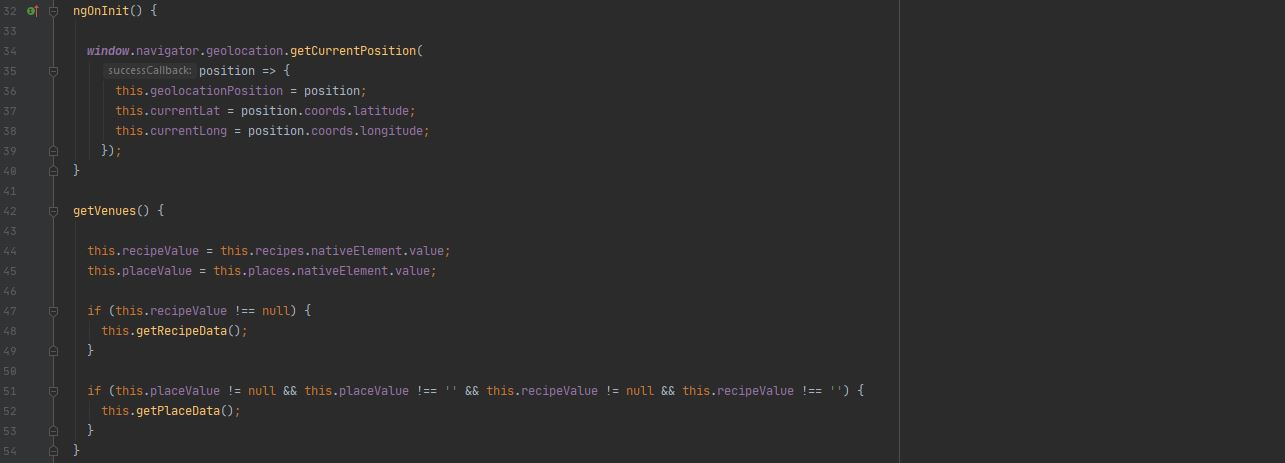 32 ngOnInit() {
33
34 window.navigator.geolocation.getCurrentPosition(
35 successCallback: position => {
36 this.geolocationPosition = position;
37 this.currentLat = position.coords.latitude;
38 this.currentLong = position.coords.longitude;
39 });
40 }
41
42 getVenues() {
43
44 this.recipeValue = this.recipes.nativeElement.value;
45 this.placeValue = this.places.nativeElement.value;
46
47 if (this.recipeValue !== null) {
48 this.getRecipeData();
49 }
50
51 if (this.placeValue != null && this.placeValue !== '' && this.recipeValue != null && this.recipeValue !== '') {
52 this.getPlaceData();
53 }
54 }